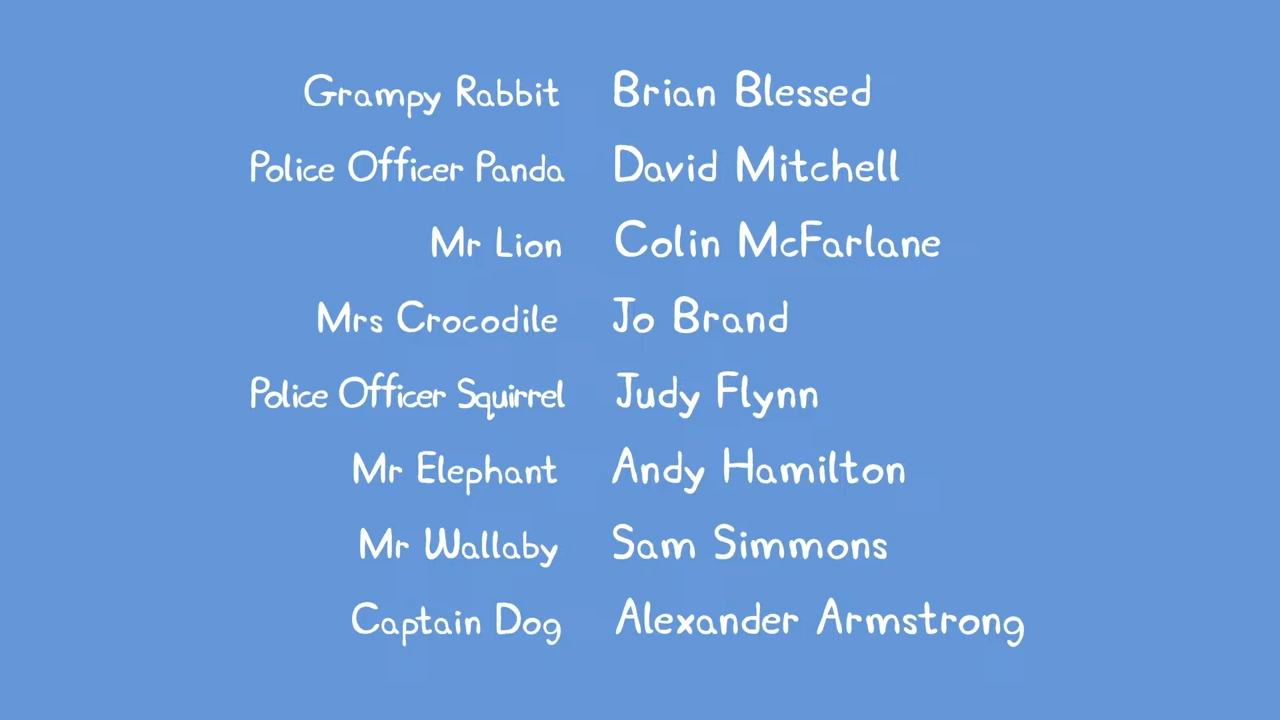 Grampy Rabbit Brian Blessed
Police Officer Panda David Mitchell
Mr Lion Colin McFarlane
Mrs Crocodile Jo Brand
Police Officer Squirrel Judy Flynn
Mr Elephant Andy Hamilton
Mr Wallaby Sam Simmons
Captain Dog Alexander Armstrong